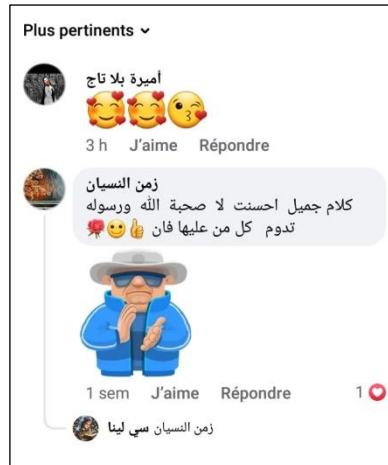 Plus pertinents
أميرة بلا تاج
🥰🥰😘
3 h J'aime Répondre
زمن النسيان
كلام جميل احسنت لا صحبة الله ورسوله
تدوم كل من عليها فان 👍🙂🌹
1 sem J'aime Répondre 1
زمن النسيان سي لينا